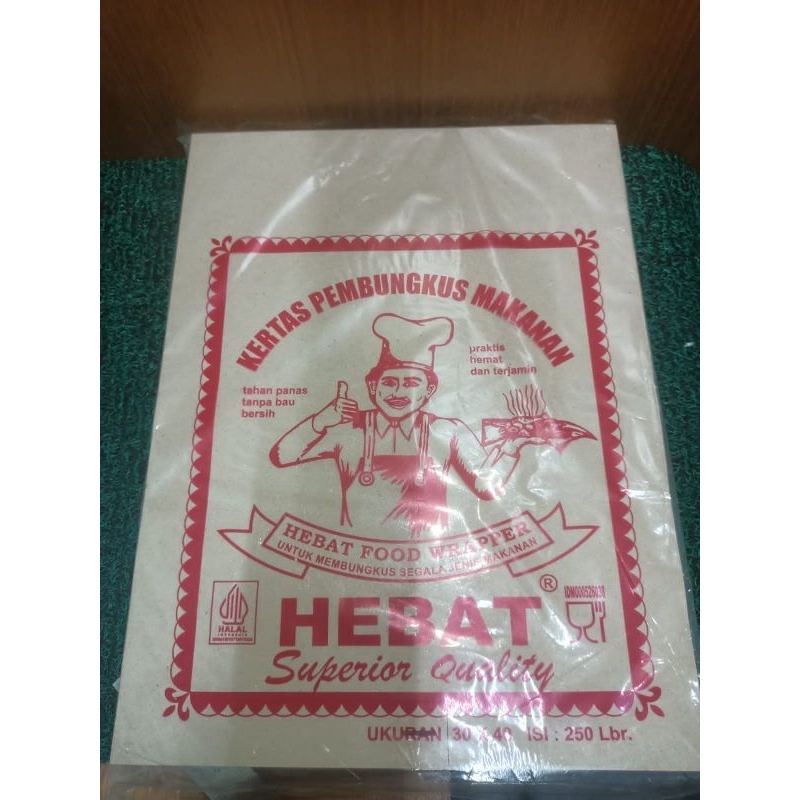 KERTAS PEMBUNGKUS MAKANAN
praktis
hemat
dan terjamin
tahan panas
tanpa bau
bersih
HEBAT FOOD WRAPPER
UNTUK MEMBUNGKUS SEGALA JENIS MAKANAN
HALAL
INDONESIA
HEBAT ®
Superior Quality
UKURAN 30 X 40 ISI : 250 Lbr.